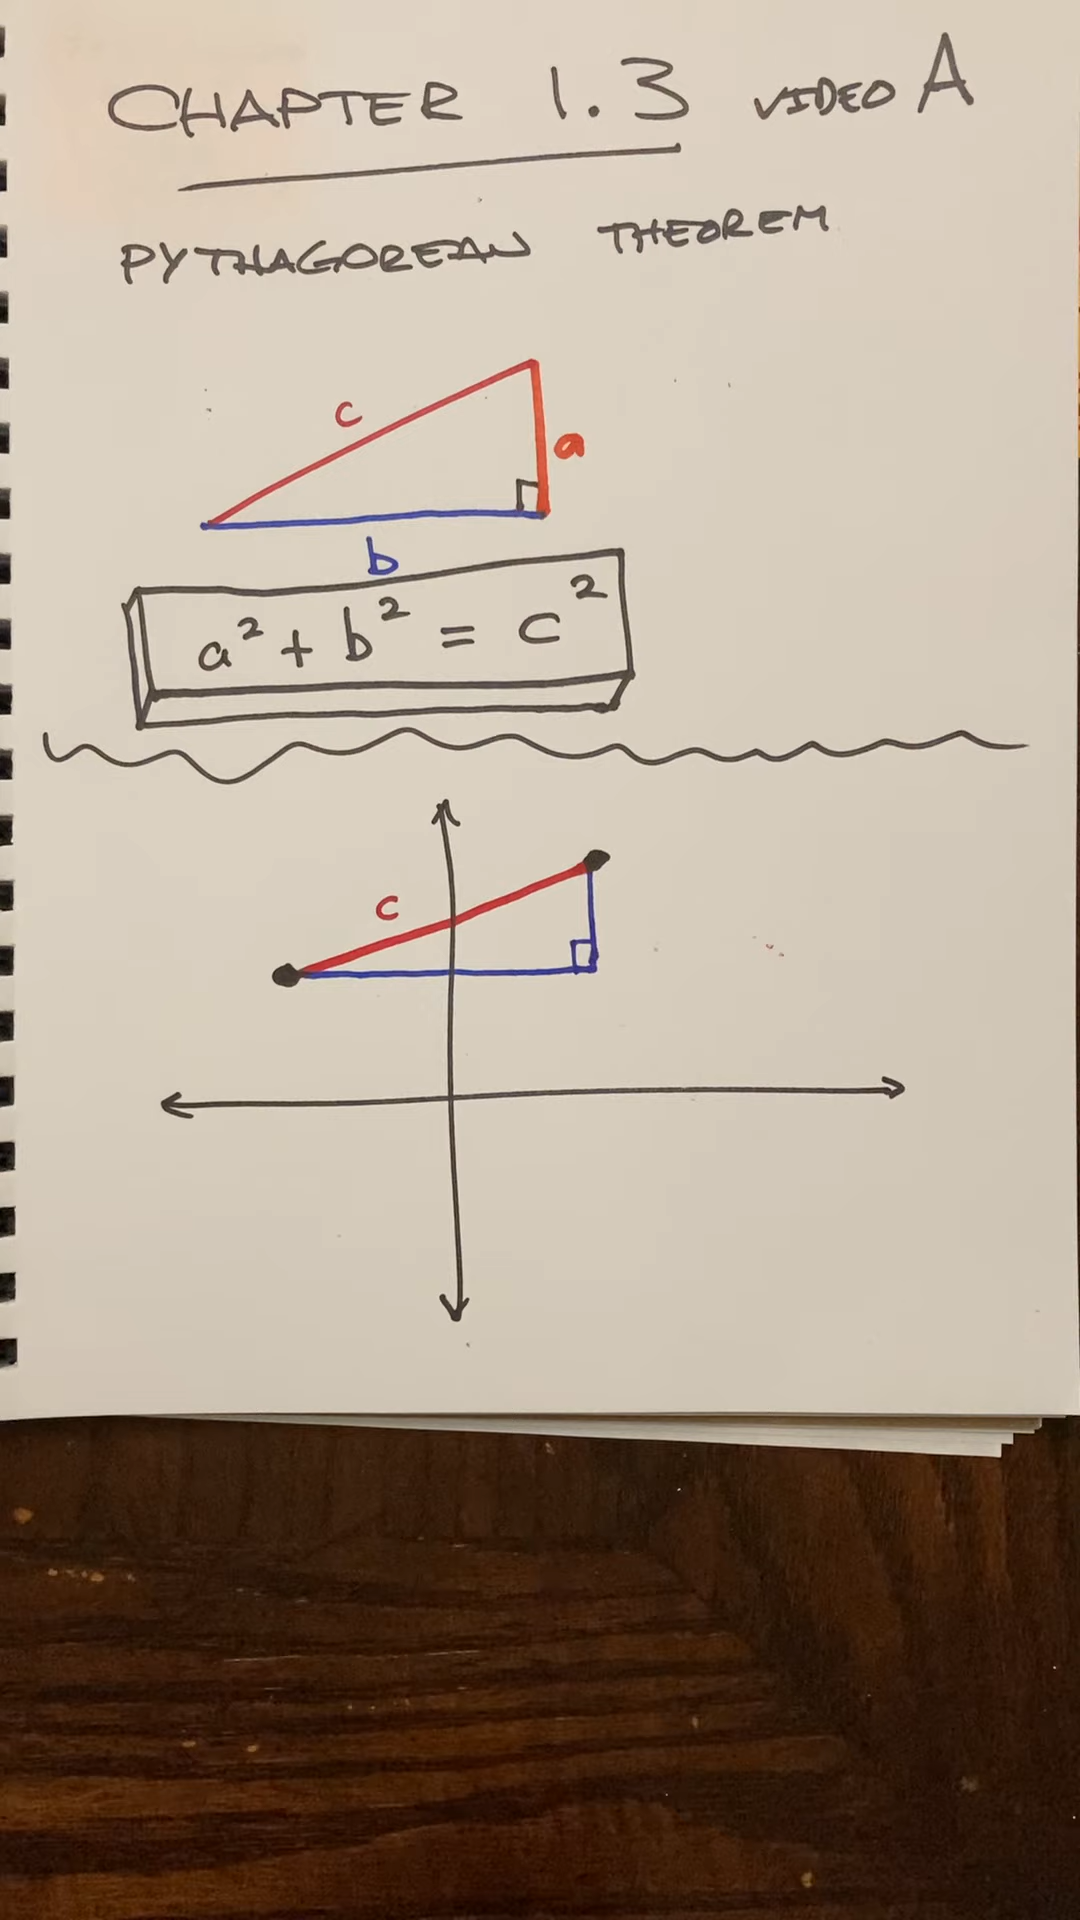 CHAPTER 1.3 VIDEO A
PYTHAGOREAN THEOREM
c
a
b
a² + b² = c²
c